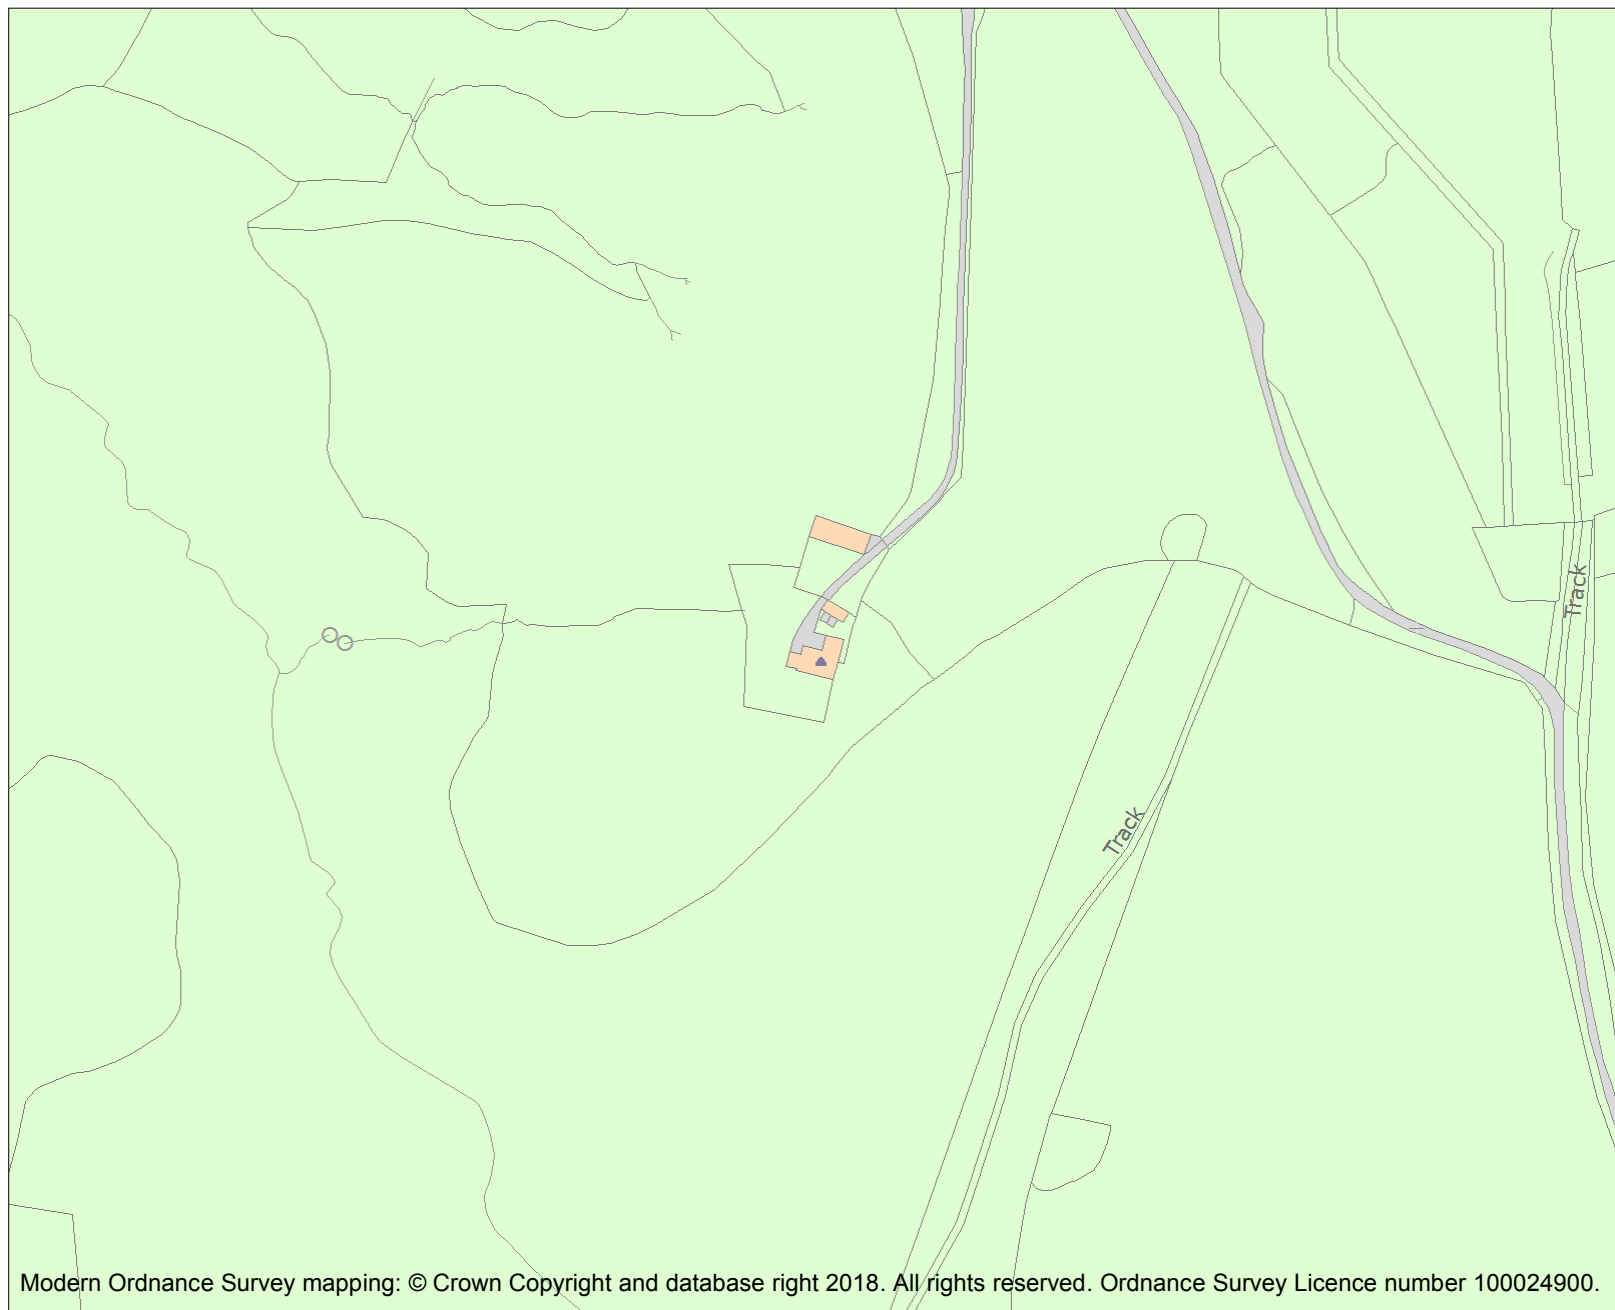 Track
Track
Modern Ordnance Survey mapping: © Crown Copyright and database right 2018. All rights reserved. Ordnance Survey Licence number 100024900.